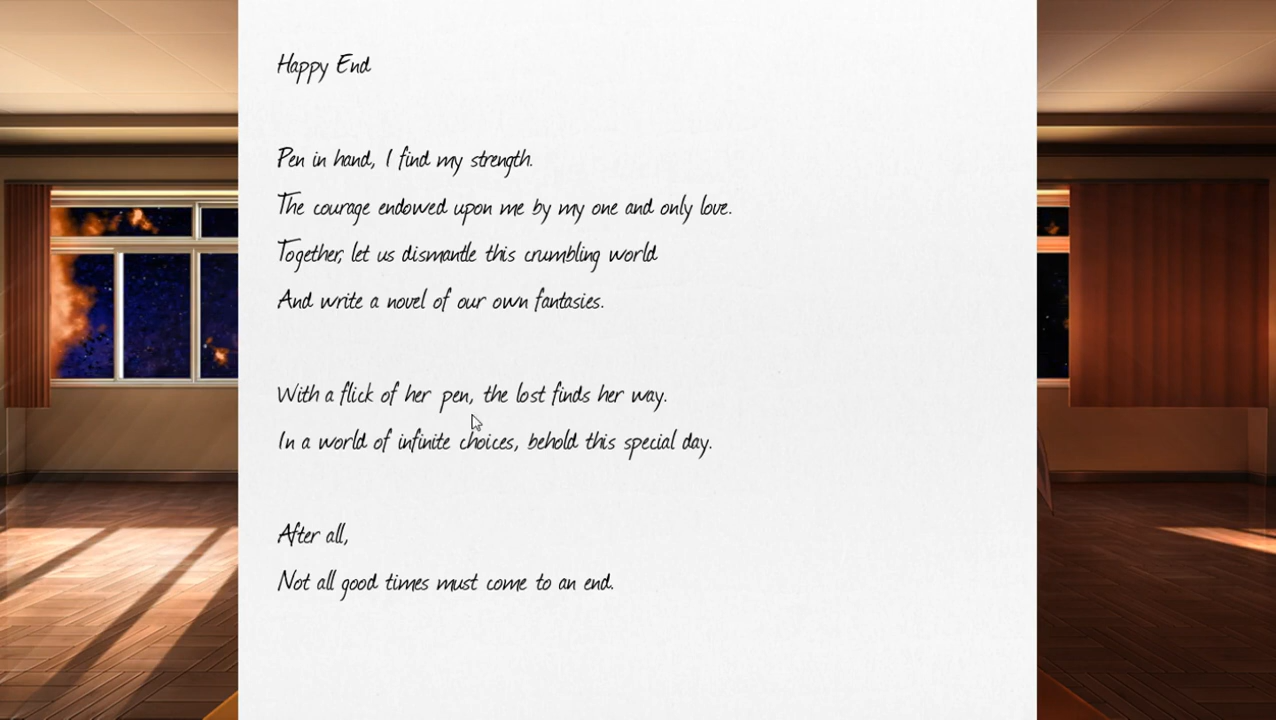 Happy End
Pen in hand, I find my strength.
The courage endowed upon me by my one and only love.
Together, let us dismantle this crumbling world
And write a novel of our own fantasies.
With a flick of her pen, the lost finds her way.
In a world of infinite choices, behold this special day.
After all,
Not all good times must come to an end.